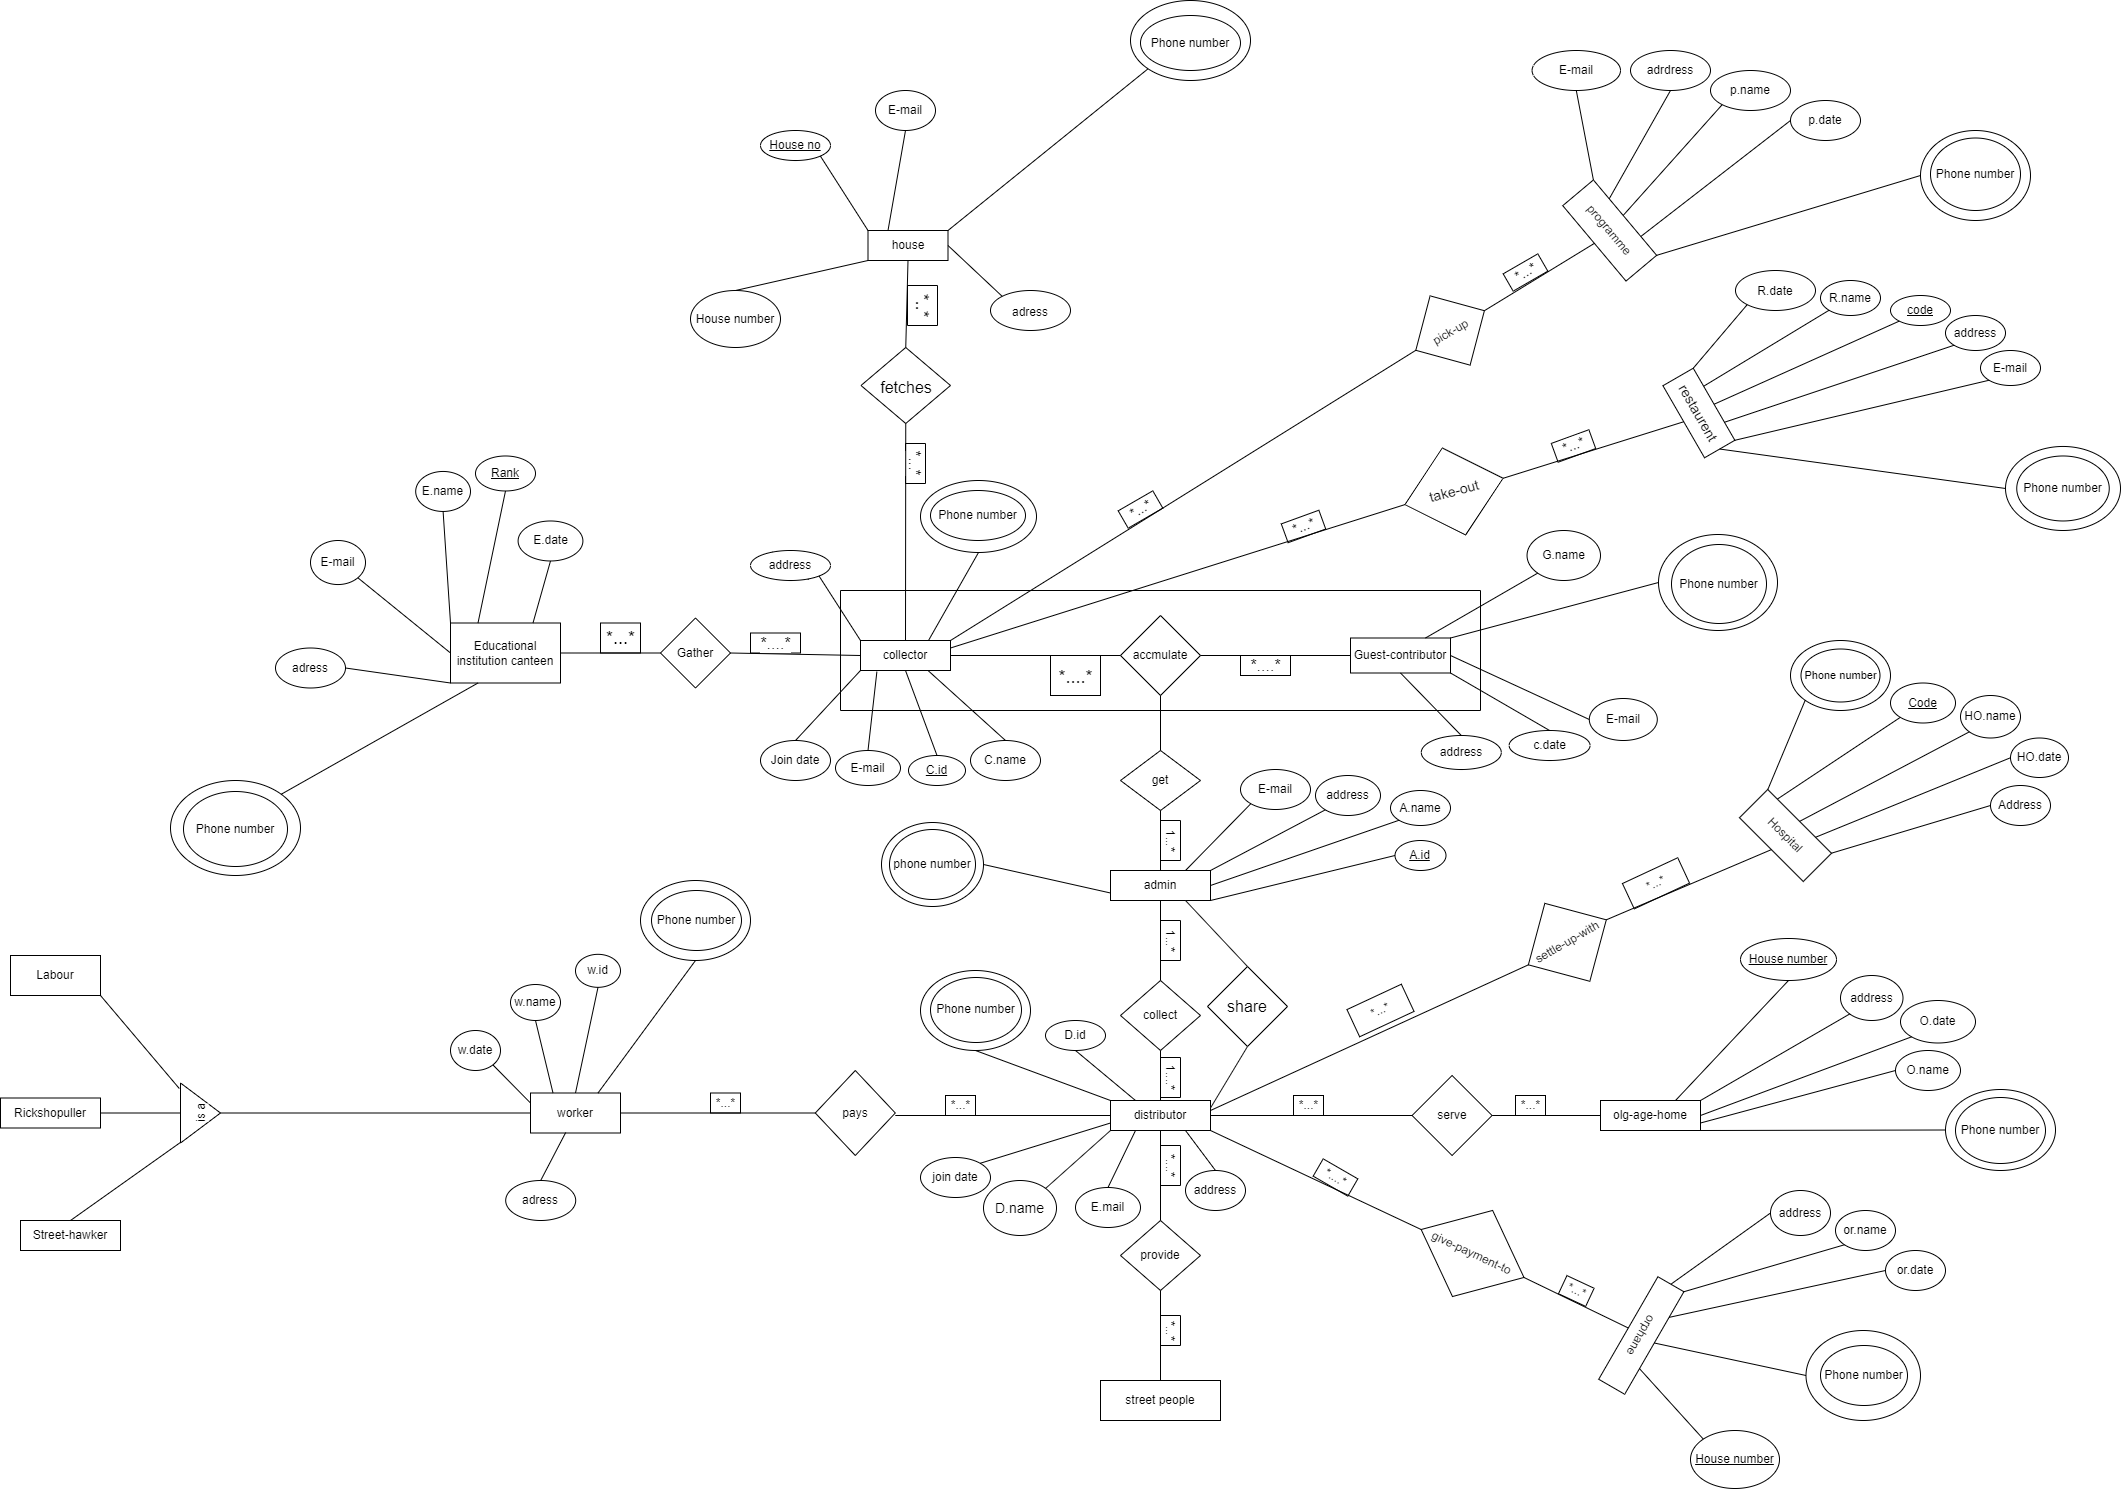 Phone number
E-mail
House no
house
House number
adress
: * *
fetches
*....*
E-mail
adrdress
p.name
p.date
Phone number
programme
*...*
pick-up
*...*
R.date
R.name
code
address
E-mail
restaurent
Phone number
*...*
take-out
*...*
E.name
Rank
E.date
E-mail
adress
Educational
institution canteen
Phone number
*...*
Gather
*....*
Phone number
address
collector
Join date
E-mail
C.id
C.name
*....*
accmulate
*....*
Guest-contributor
G.name
Phone number
E-mail
c.date
address
get
1...*
E-mail
address
A.name
A.id
phone number
admin
1...*
collect
1....*
share
Phone number
Code
HO.name
HO.date
Address
Hospital
*...*
settle-up-with
*...*
Labour
Rickshopuller
Street-hawker
is a
w.date
w.name
w.id
Phone number
worker
adress
*...*
pays
*...*
Phone number
D.id
distributor
join date
D.name
E.mail
address
*....*
provide
*...*
street people
*...*
serve
*...*
olg-age-home
House number
address
O.date
O.name
Phone number
*....*
give-payment-to
*...*
orphane
address
or.name
or.date
Phone number
House number